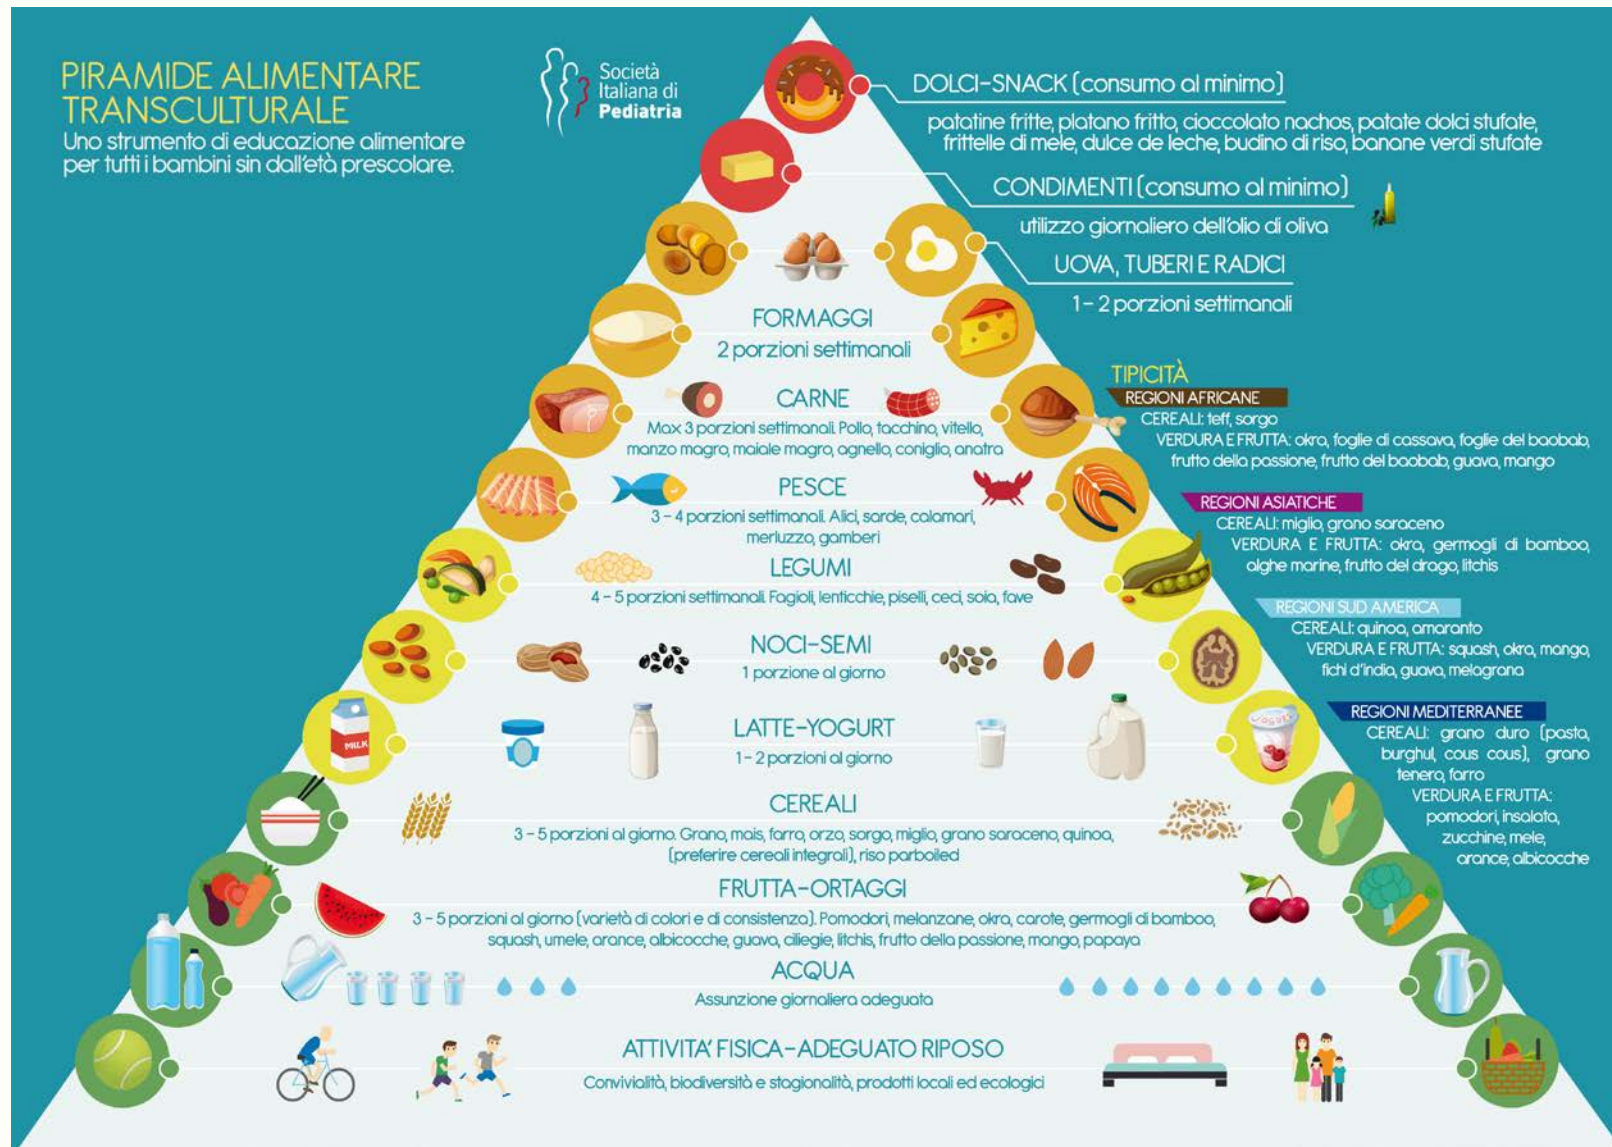 PIRAMIDE ALIMENTARE
TRANSCULTURALE
Uno strumento di educazione alimentare
per tutti i bambini sin dall'età prescolare.
Società
Italiana di
Pediatria
DOLCI-SNACK (consumo al minimo)
patatine fritte, platano fritto, cioccolato nachos, patate dolci stufate,
frittelle di mele, dulce de leche, budino di riso, banane verdi stufate
CONDIMENTI (consumo al minimo)
utilizzo giornaliero dell'olio di oliva
UOVA, TUBERI E RADICI
1-2 porzioni settimanali
FORMAGGI
2 porzioni settimanali
CARNE
Max 3 porzioni settimanali. Pollo, tacchino, vitello,
manzo magro, maiale magro, agnello, coniglio, anatra
PESCE
3 - 4 porzioni settimanali. Alici, sarde, calamari,
merluzzo, gamberi
LEGUMI
4 - 5 porzioni settimanali. Fagioli, lenticchie, piselli, ceci, soia, fave
NOCI-SEMI
1 porzione al giorno
LATTE-YOGURT
1-2 porzioni al giorno
MILK
YOGURT
CEREALI
3 - 5 porzioni al giorno. Grano, mais, farro, orzo, sorgo, miglio, grano saraceno, quinoa,
(preferire cereali integrali), riso parboiled
FRUTTA-ORTAGGI
3 - 5 porzioni al giorno (varietà di colori e di consistenza). Pomodori, melanzane, okra, carote, germogli di bamboo,
squash, umele, arance, albicocche, guava, ciliegie, litchis, frutto della passione, mango, papaya
ACQUA
Assunzione giornaliera adeguata
ATTIVITA' FISICA-ADEGUATO RIPOSO
Convivialità, biodiversità e stagionalità, prodotti locali ed ecologici
TIPICITÀ
REGIONI AFRICANE
CEREALI: teff, sorgo
VERDURA E FRUTTA: okra, foglie di cassava, foglie del baobab,
frutto della passione, frutto del baobab, guava, mango
REGIONI ASIATICHE
CEREALI: miglio, grano saraceno
VERDURA E FRUTTA: okra, germogli di bamboo,
alghe marine, frutto del drago, litchis
REGIONI SUD AMERICA
CEREALI: quinoa, amaranto
VERDURA E FRUTTA: squash, okra, mango,
fichi d'india, guava, melagrana
REGIONI MEDITERRANEE
CEREALI: grano duro (pasta,
burghul, cous cous), grano
tenero, farro
VERDURA E FRUTTA:
pomodori, insalata,
zucchine, mele,
arance, albicocche